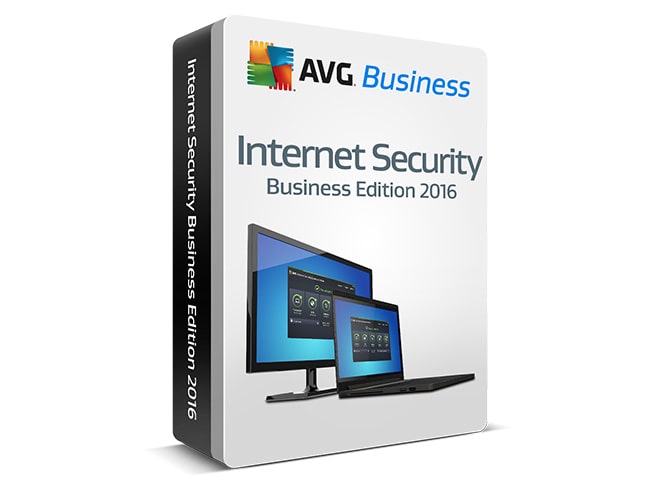 AVG Business
Internet Security
Business Edition 2016
Internet Security Business Edition 2016